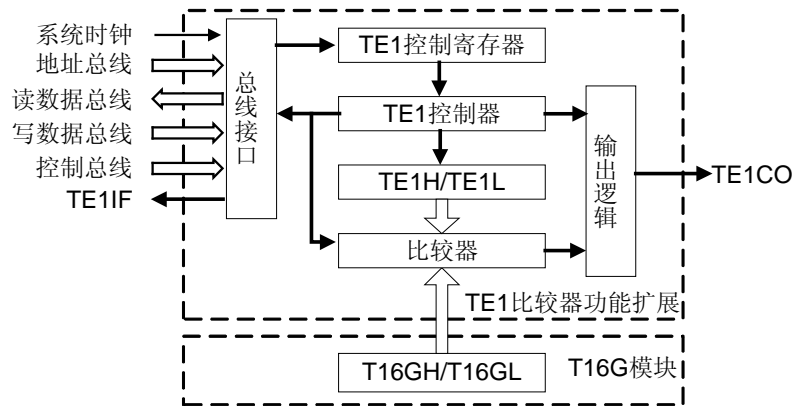 系统时钟
地址总线
读数据总线
写数据总线
控制总线
TE1IF
总线接口
TE1控制寄存器
TE1控制器
TE1H/TE1L
比较器
输出逻辑
TE1CO
TE1比较器功能扩展
T16GH/T16GL
T16G模块